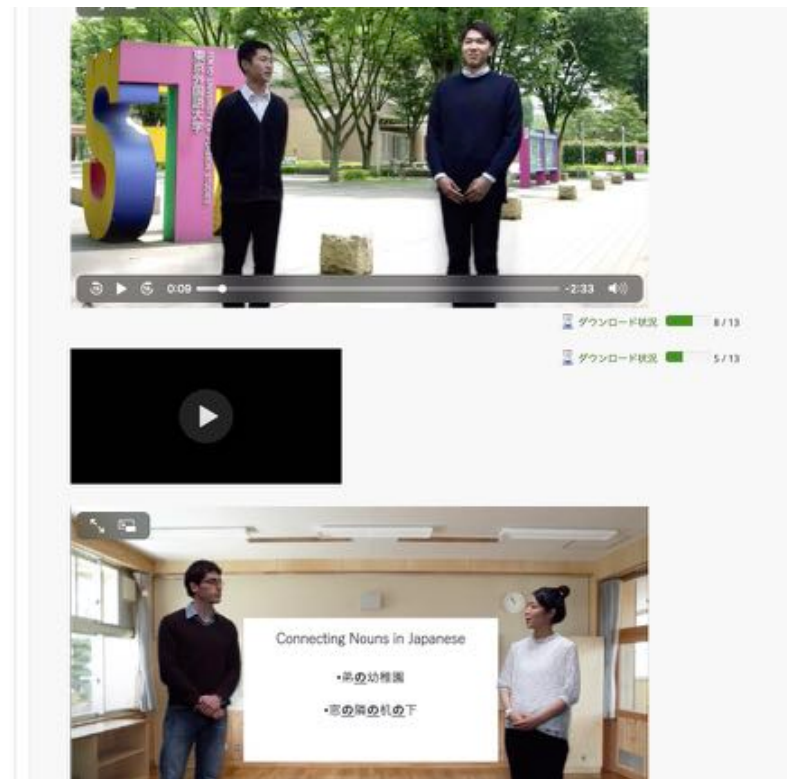 0:09
-2:33
ダウンロード状況 8 / 13
ダウンロード状況 5 / 13
Connecting Nouns in Japanese
•弟の幼稚園
•窓の隣の机の下